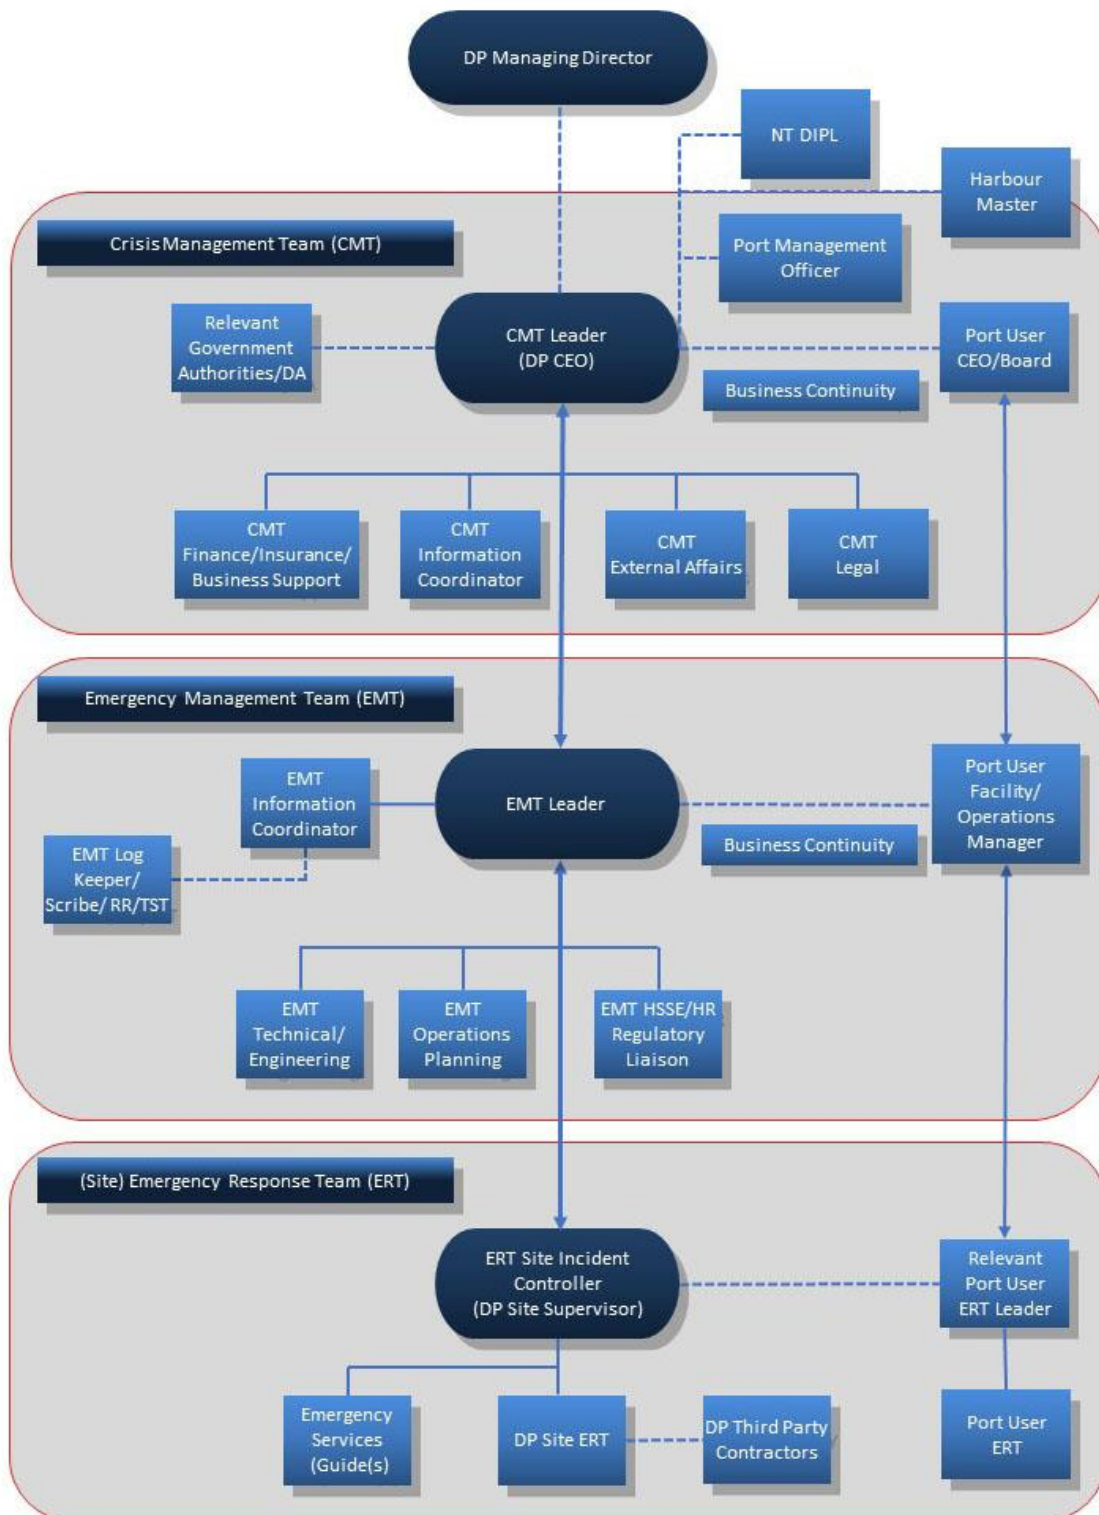 DP Managing Director
NT DIPL
Harbour
Master
Crisis Management Team (CMT)
Port Management
Officer
Relevant
Government
Authorities/DA
CMT Leader
(DP CEO)
Port User
CEO/Board
Business Continuity
CMT
Finance/Insurance/
Business Support
CMT
Information
Coordinator
CMT
External Affairs
CMT
Legal
Emergency Management Team (EMT)
EMT
Information
Coordinator
EMT Leader
Port User
Facility/
Operations
Manager
Business Continuity
EMT Log
Keeper/
Scribe/ RR/TST
EMT
Technical/
Engineering
EMT
Operations
Planning
EMT HSSE/HR
Regulatory
Liaison
(Site) Emergency Response Team (ERT)
ERT Site Incident
Controller
(DP Site Supervisor)
Relevant
Port User
ERT Leader
Emergency
Services
(Guide(s)
DP Site ERT
DP Third Party
Contractors
Port User
ERT